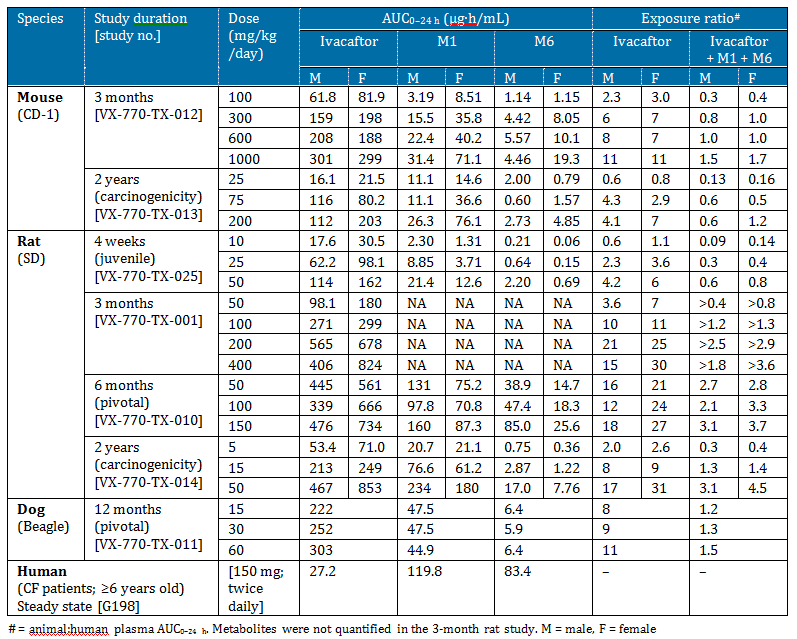 Species Study duration [study no.] Dose (mg/kg /day) AUC0–24 h (µg·h/mL) Exposure ratio#
Ivacaftor M1 M6 Ivacaftor Ivacaftor + M1 + M6
M F M F M F M F M F
Mouse (CD-1) 3 months [VX-770-TX-012] 100 61.8 81.9 3.19 8.51 1.14 1.15 2.3 3.0 0.3 0.4
300 159 198 15.5 35.8 4.42 8.05 6 7 0.8 1.0
600 208 188 22.4 40.2 5.57 10.1 8 7 1.0 1.0
1000 301 299 31.4 71.1 4.46 19.3 11 11 1.5 1.7
2 years (carcinogenicity) [VX-770-TX-013] 25 16.1 21.5 11.1 14.6 2.00 0.79 0.6 0.8 0.13 0.16
75 116 80.2 11.1 36.6 0.60 1.57 4.3 2.9 0.6 0.5
200 112 203 26.3 76.1 2.73 4.85 4.1 7 0.6 1.2
Rat (SD) 4 weeks (juvenile) [VX-770-TX-025] 10 17.6 30.5 2.30 1.31 0.21 0.06 0.6 1.1 0.09 0.14
25 62.2 98.1 8.85 3.71 0.64 0.15 2.3 3.6 0.3 0.4
50 114 162 21.4 12.6 2.20 0.69 4.2 6 0.6 0.8
3 months [VX-770-TX-001] 50 98.1 180 NA NA NA NA 3.6 7 >0.4 >0.8
100 271 299 NA NA NA NA 10 11 >1.2 >1.3
200 565 678 NA NA NA NA 21 25 >2.5 >2.9
400 406 824 NA NA NA NA 15 30 >1.8 >3.6
6 months (pivotal) [VX-770-TX-010] 50 445 561 131 75.2 38.9 14.7 16 21 2.7 2.8
100 339 666 97.8 70.8 47.4 18.3 12 24 2.1 3.3
150 476 734 160 87.3 85.0 25.6 18 27 3.1 3.7
2 years (carcinogenicity) [VX-770-TX-014] 5 53.4 71.0 20.7 21.1 0.75 0.36 2.0 2.6 0.3 0.4
15 213 249 76.6 61.2 2.87 1.22 8 9 1.3 1.4
50 467 853 234 180 17.0 7.76 17 31 3.1 4.5
Dog (Beagle) 12 months (pivotal) [VX-770-TX-011] 15 222 47.5 6.4 8 1.2
30 252 47.5 5.9 9 1.3
60 303 44.9 6.4 11 1.5
Human (CF patients; ≥6 years old) Steady state [G198] [150 mg; twice daily] 27.2 119.8 83.4 – –
# = animal:human plasma AUC0–24 h. Metabolites were not quantified in the 3-month rat study. M = male, F = female